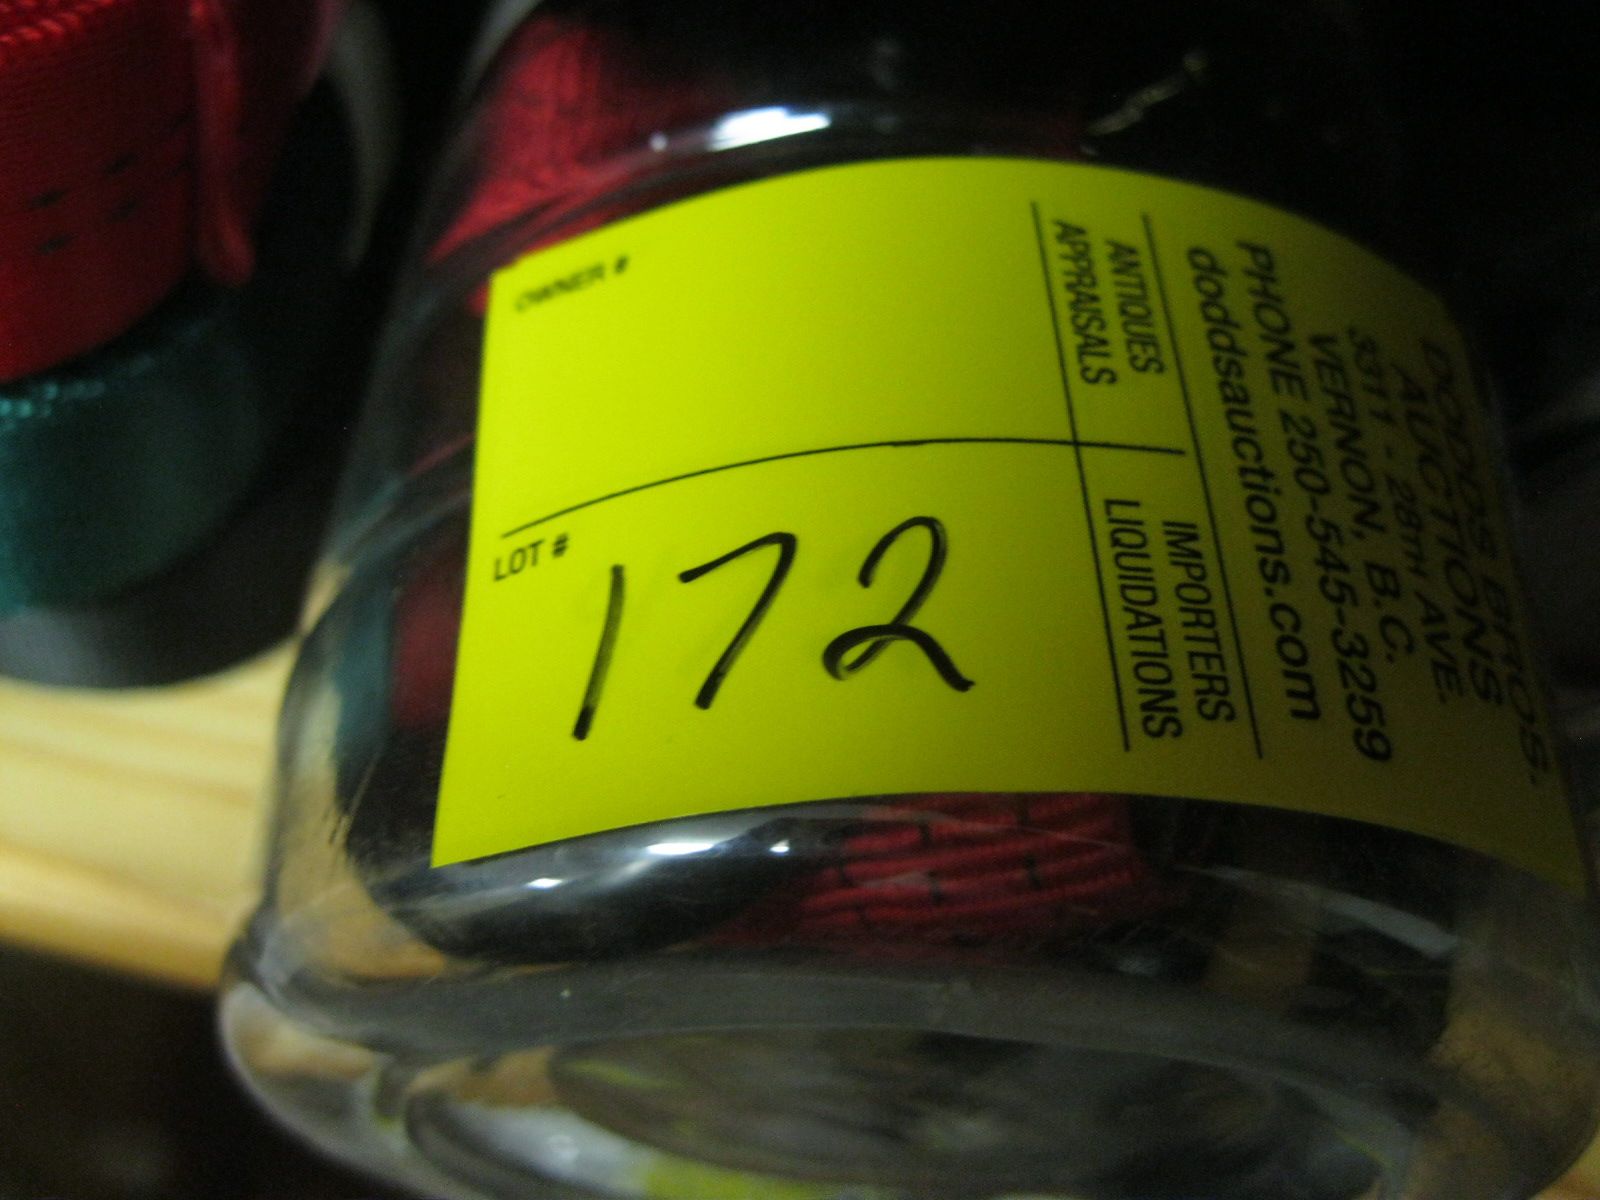 DODDS BROS.
AUCTIONS
3311 - 28TH AVE.
VERNON, B.C.
PHONE 250-545-3259
doddsauctions.com
ANTIQUES
APPRAISALS
IMPORTERS
LIQUIDATIONS
OWNER #
LOT #
172